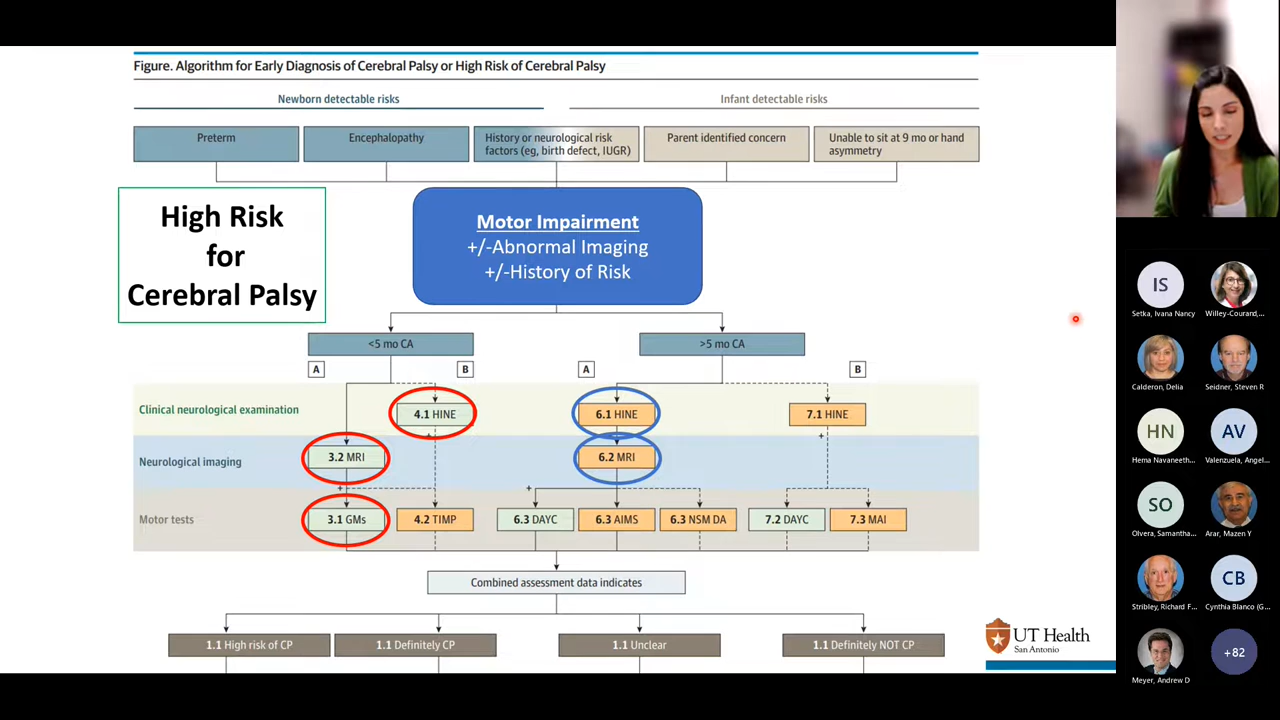 Figure. Algorithm for Early Diagnosis of Cerebral Palsy or High Risk of Cerebral Palsy
Newborn detectable risks
Infant detectable risks
Preterm
Encephalopathy
History or neurological risk
factors (eg, birth defect, IUGR)
Parent identified concern
Unable to sit at 9 mo or hand
asymmetry
High Risk
for
Cerebral Palsy
Motor Impairment
+/-Abnormal Imaging
+/-History of Risk
<5 mo CA
>5 mo CA
A
B
A
B
Clinical neurological examination
4.1 HINE
6.1 HINE
7.1 HINE
+
+
Neurological imaging
3.2 MRI
6.2 MRI
+
+
Motor tests
3.1 GMs
4.2 TIMP
6.3 DAYC
6.3 AIMS
6.3 NSM DA
7.2 DAYC
7.3 MAI
Combined assessment data indicates
1.1 High risk of CP
1.1 Definitely CP
1.1 Unclear
1.1 Definitely NOT CP
UT Health
San Antonio
IS
Setka, Ivana Nancy
Willey-Courand,...
Calderon, Delia
Seidner, Steven R
HN
Hema Navaneeth...
AV
Valenzuela, Angel...
SO
Olvera, Samantha...
Arar, Mazen Y
Stribley, Richard F...
CB
Cynthia Blanco (G...
Meyer, Andrew D
+82